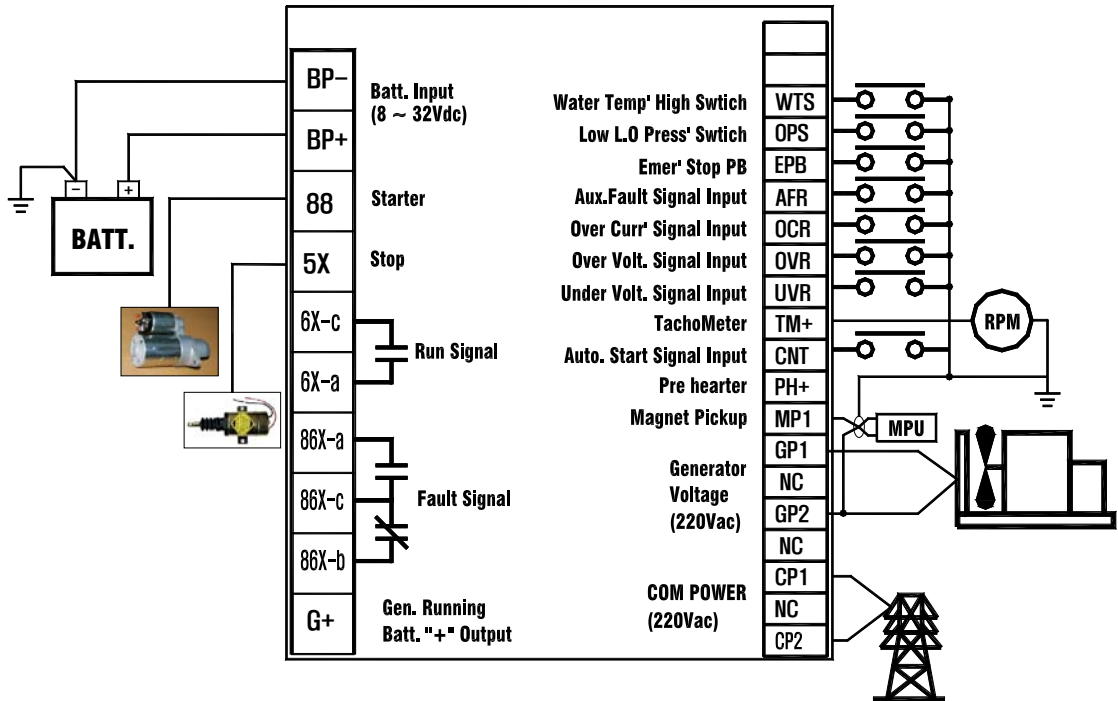 BP-
BP+
88
5X
6X-c
6X-a
86X-a
86X-c
86X-b
G+
Batt. Input
(8 ~ 32Vdc)
Starter
Stop
Run Signal
Fault Signal
Gen. Running
Batt. "+" Output
-
+
BATT.
Water Temp' High Swtich
WTS
Low L.O Press' Swtich
OPS
Emer' Stop PB
EPB
Aux.Fault Signal Input
AFR
Over Curr' Signal Input
OCR
Over Volt. Signal Input
OVR
Under Volt. Signal Input
UVR
TachoMeter
TM+
RPM
Auto. Start Signal Input
CNT
Pre hearter
PH+
Magnet Pickup
MP1
MPU
Generator
Voltage
(220Vac)
GP1
NC
GP2
NC
COM POWER
(220Vac)
CP1
NC
CP2